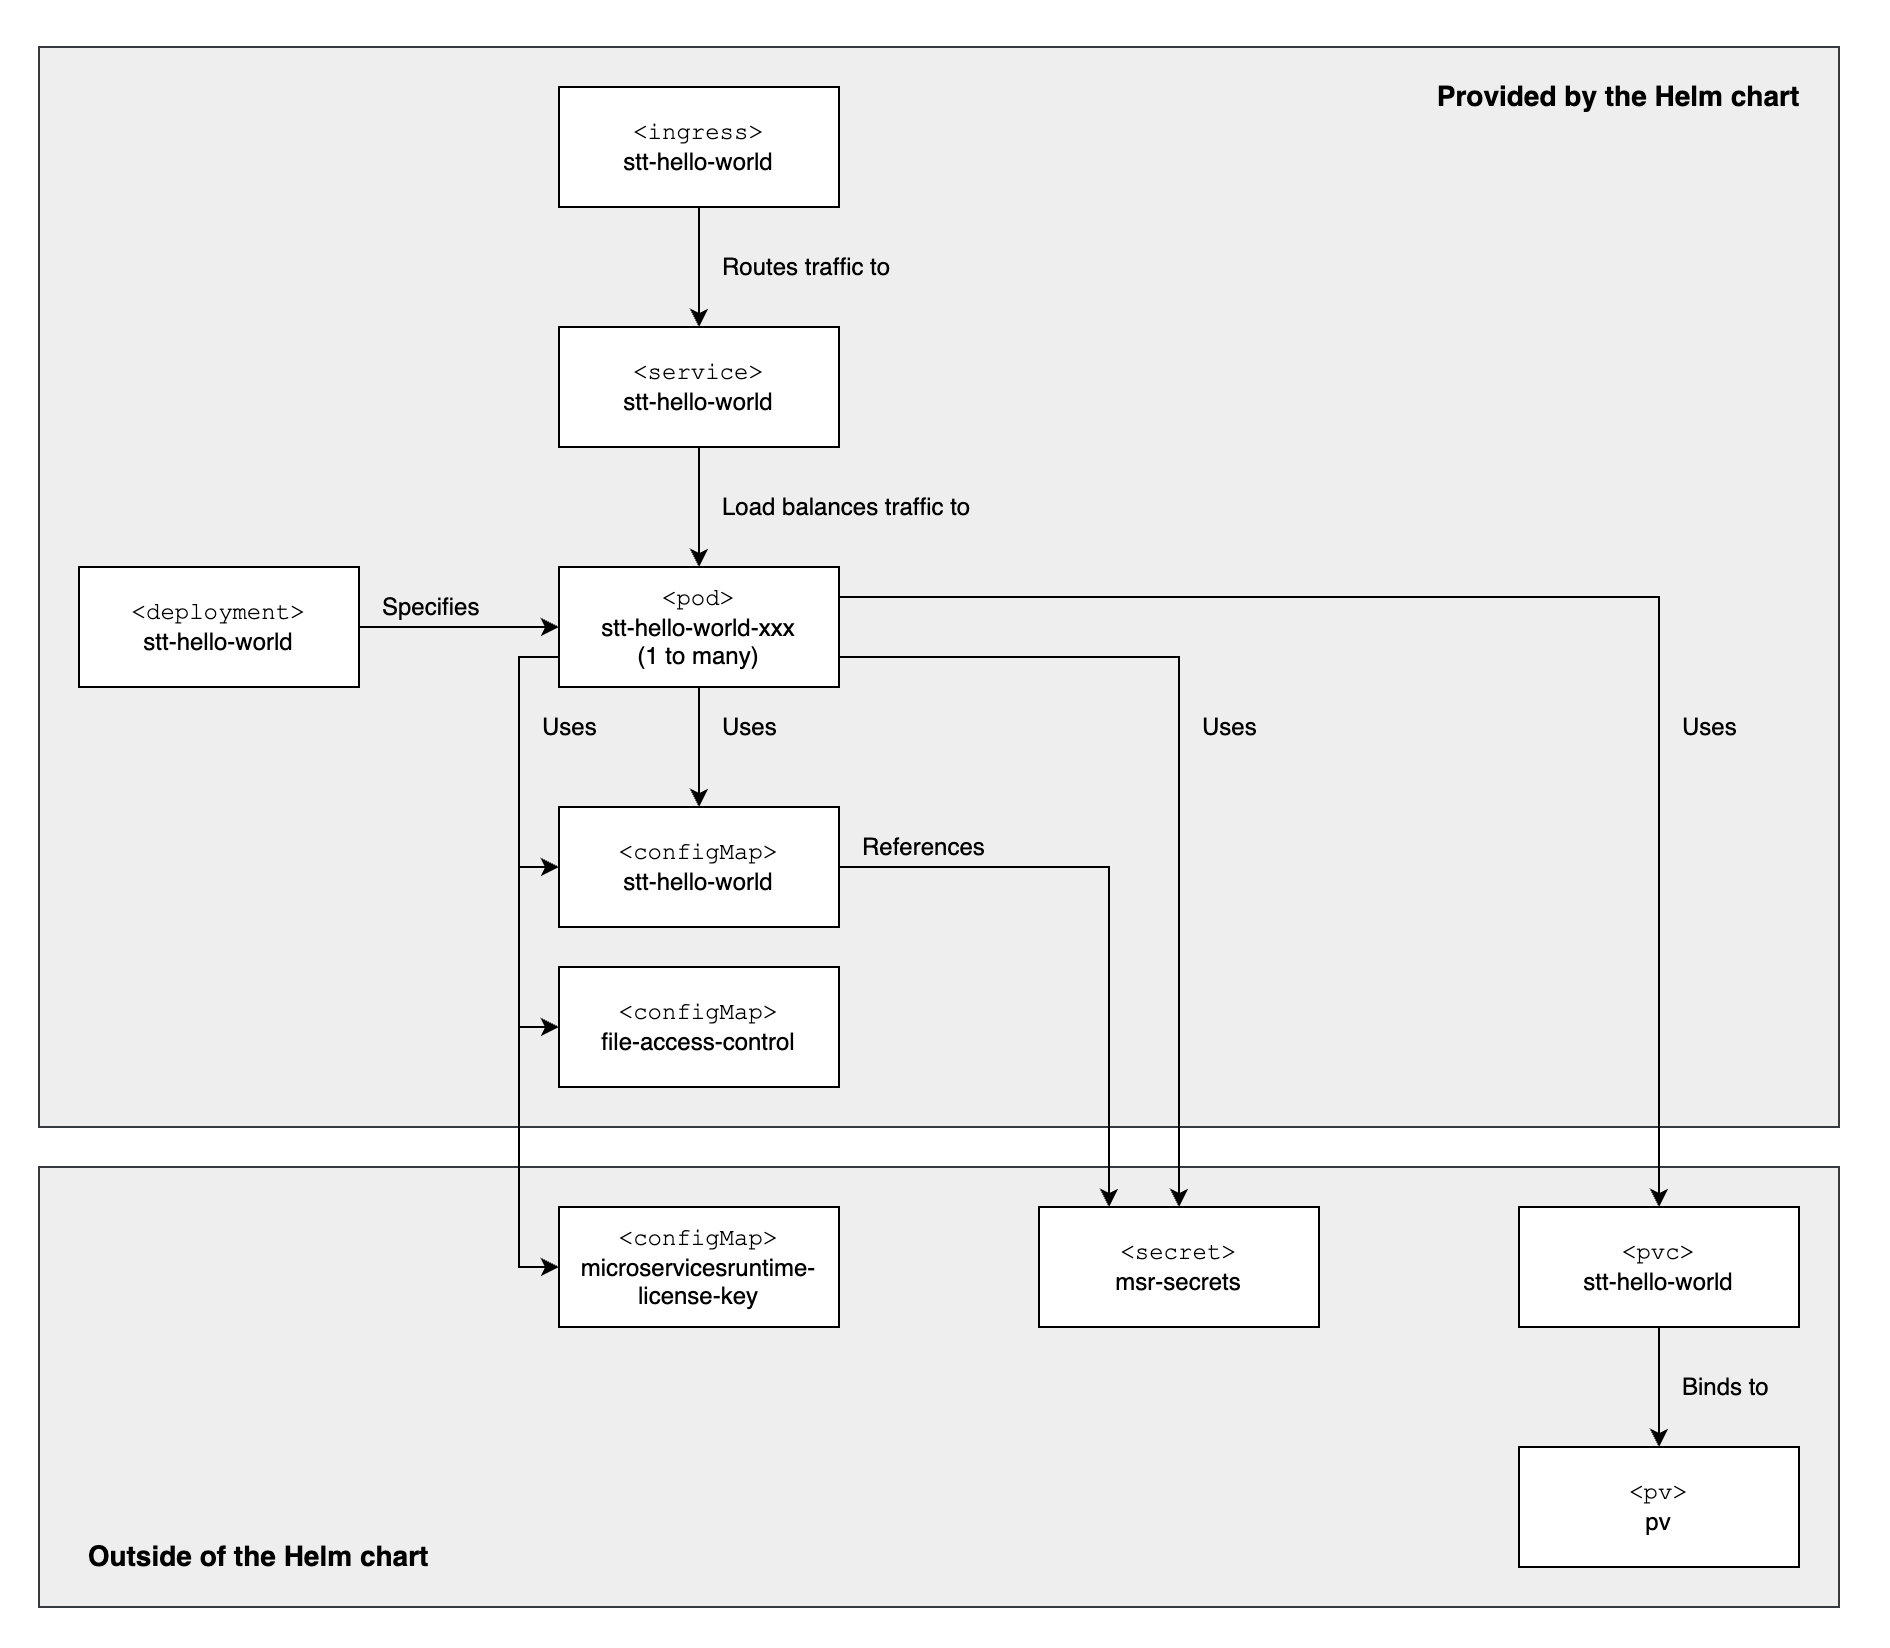 Provided by the Helm chart
<ingress>
stt-hello-world
Routes traffic to
<service>
stt-hello-world
Load balances traffic to
<deployment>
stt-hello-world
Specifies
<pod>
stt-hello-world-xxx
(1 to many)
Uses
Uses
Uses
Uses
<configMap>
stt-hello-world
References
<configMap>
file-access-control
<configMap>
microservicesruntime-
license-key
<secret>
msr-secrets
<pvc>
stt-hello-world
Binds to
<pv>
pv
Outside of the Helm chart